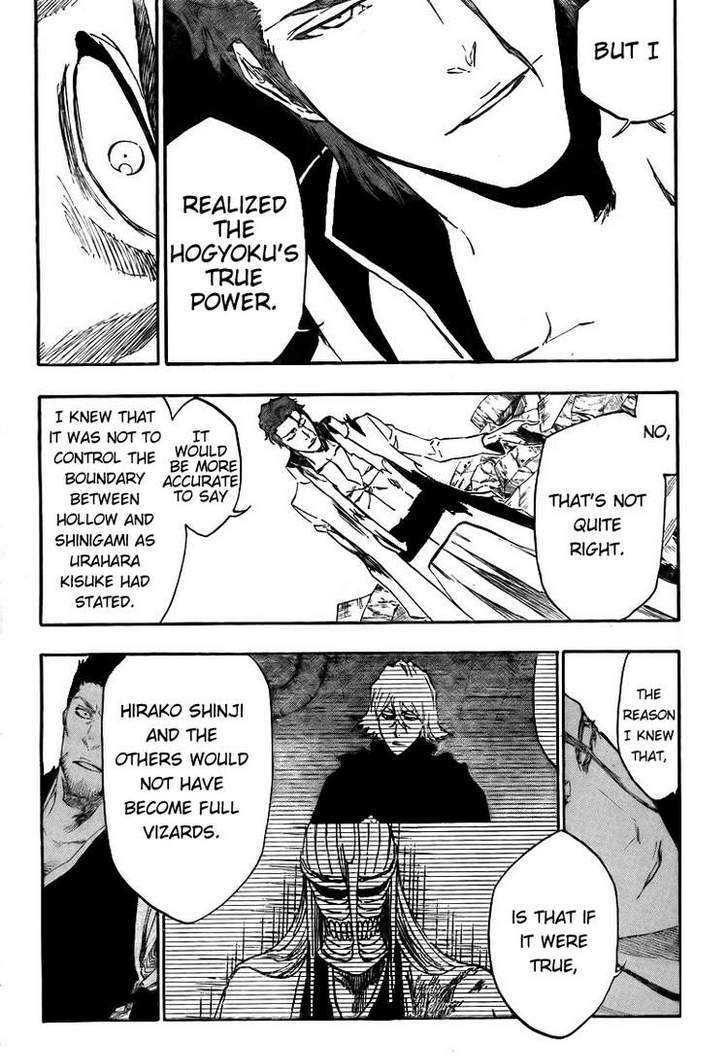 BUT I
REALIZED
THE
HOGYOKU'S
TRUE
POWER.
NO,
THAT'S NOT
QUITE
RIGHT.
IT
WOULD
BE MORE
ACCURATE
TO SAY
I KNEW THAT
IT WAS NOT TO
CONTROL THE
BOUNDARY
BETWEEN
HOLLOW AND
SHINIGAMI AS
URAHARA
KISUKE HAD
STATED.
THE
REASON
I KNEW
THAT,
IS THAT IF
IT WERE
TRUE,
HIRAKO SHINJI
AND THE
OTHERS WOULD
NOT HAVE
BECOME FULL
VIZARDS.